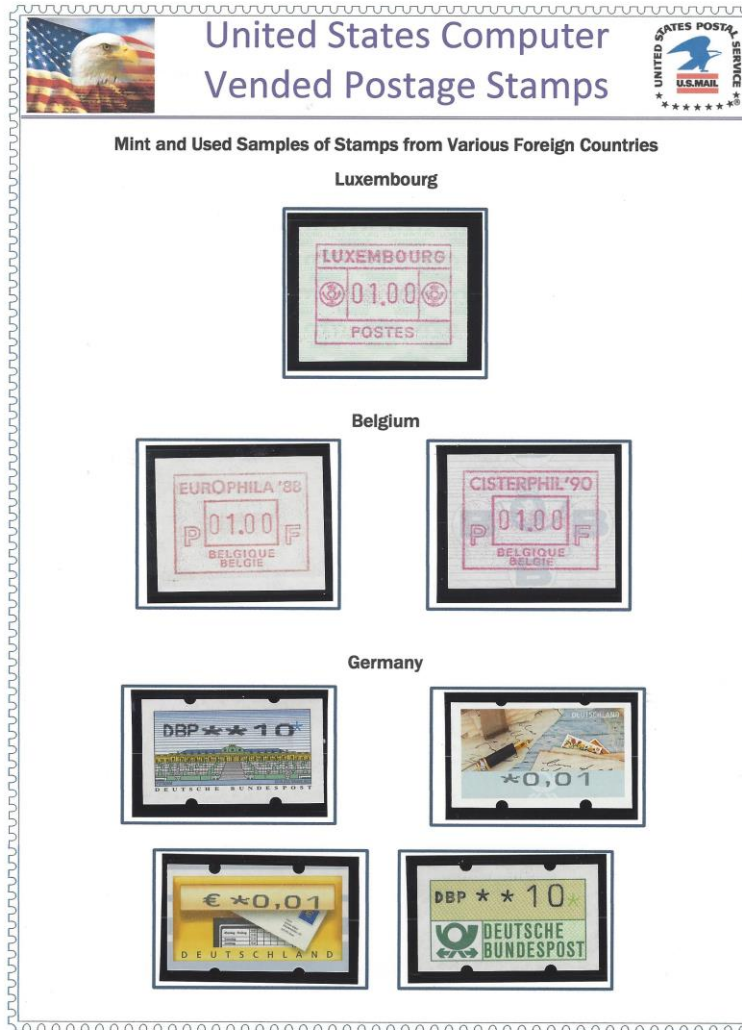 United States Computer
Vended Postage Stamps
UNITED STATES POSTAL SERVICE
U.S.MAIL
Mint and Used Samples of Stamps from Various Foreign Countries
Luxembourg
LUXEMBOURG
01.00
POSTES
Belgium
EUROPHILA '88
P 01.00 F
BELGIQUE
BELGIE
CISTERPHIL'90
P 01.00 F
BELGIQUE
BELGIE
B B
B
Germany
DBP**10*
DEUTSCHE BUNDESPOST
DEUTSCHLAND
*0,01
€ *0,01
DEUTSCHLAND
DBP * * 10*
DEUTSCHE
BUNDESPOST